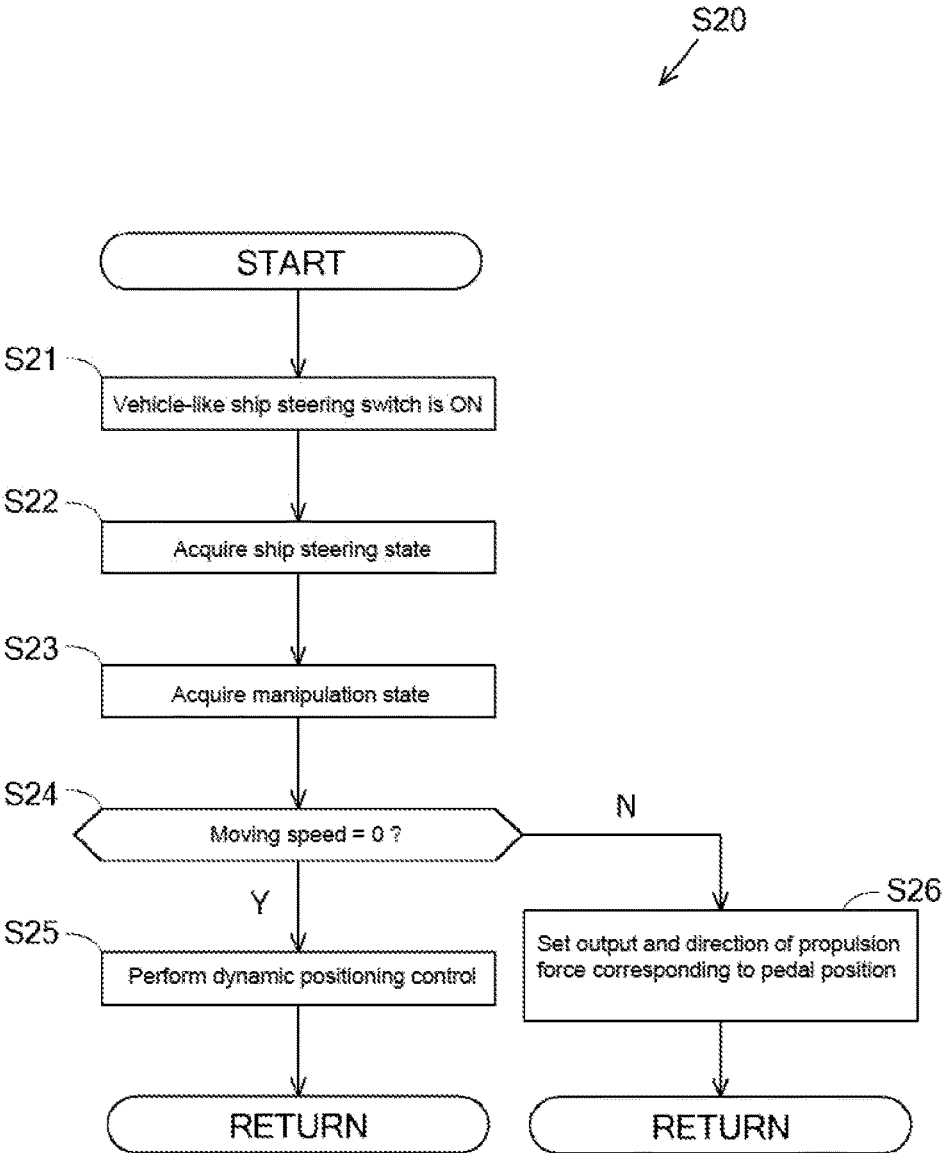 S20
START
S21
Vehicle-like ship steering switch is ON
S22
Acquire ship steering state
S23
Acquire manipulation state
S24
Moving speed = 0 ?
N
Y
S25
Perform dynamic positioning control
S26
Set output and direction of propulsion
force corresponding to pedal position
RETURN
RETURN